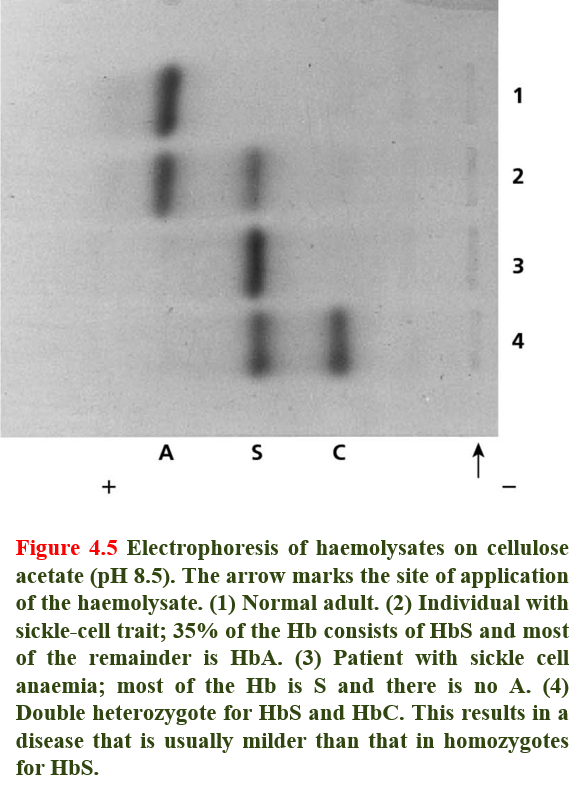 1
2
3
4
A S C
+ −
Figure 4.5 Electrophoresis of haemolysates on cellulose
acetate (pH 8.5). The arrow marks the site of application
of the haemolysate. (1) Normal adult. (2) Individual with
sickle-cell trait; 35% of the Hb consists of HbS and most
of the remainder is HbA. (3) Patient with sickle cell
anaemia; most of the Hb is S and there is no A. (4)
Double heterozygote for HbS and HbC. This results in a
disease that is usually milder than that in homozygotes
for HbS.